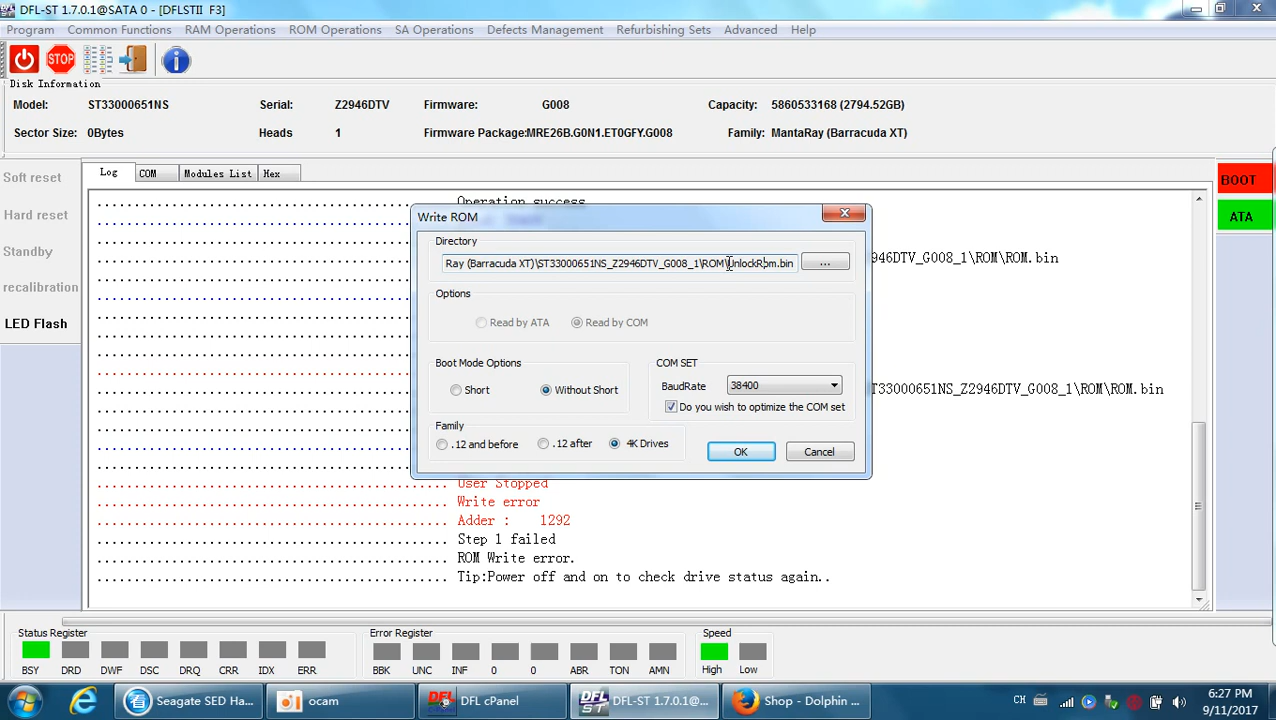 DFL-ST 1.7.0.1@SATA 0 - [DFLSTII F3]
Program Common Functions RAM Operations ROM Operations SA Operations Defects Management Refurbishing Sets Advanced Help
STOP
Disk Information
Model: ST33000651NS Serial: Z2946DTV Firmware: G008 Capacity: 5860533168 (2794.52GB)
Sector Size: 0Bytes Heads 1 Firmware Package:MRE26B.G0N1.ET0GFY.G008 Family: MantaRay (Barracuda XT)
Soft reset
Hard reset
Standby
recalibration
LED Flash
Log COM Modules List Hex
Operation success
946DTV_G008_1\ROM\ROM.bin
T33000651NS_Z2946DTV_G008_1\ROM\ROM.bin
User Stopped
Write error
Adder : 1292
Step 1 failed
ROM Write error.
Tip:Power off and on to check drive status again..
BOOT
ATA
Write ROM
Directory
Ray (Barracuda XT)\ST33000651NS_Z2946DTV_G008_1\ROM\UnlockRom.bin ...
Options
Read by ATA Read by COM
Boot Mode Options
Short Without Short
COM SET
BaudRate 38400
Do you wish to optimize the COM set
Family
.12 and before .12 after 4K Drives
OK Cancel
Status Register Error Register Speed
BSY DRD DWF DSC DRQ CRR IDX ERR BBK UNC INF 0 0 ABR TON AMN High Low
Seagate SED Ha... ocam DFL cPanel DFL-ST 1.7.0.1@... Shop - Dolphin ...
CH
6:27 PM
9/11/2017